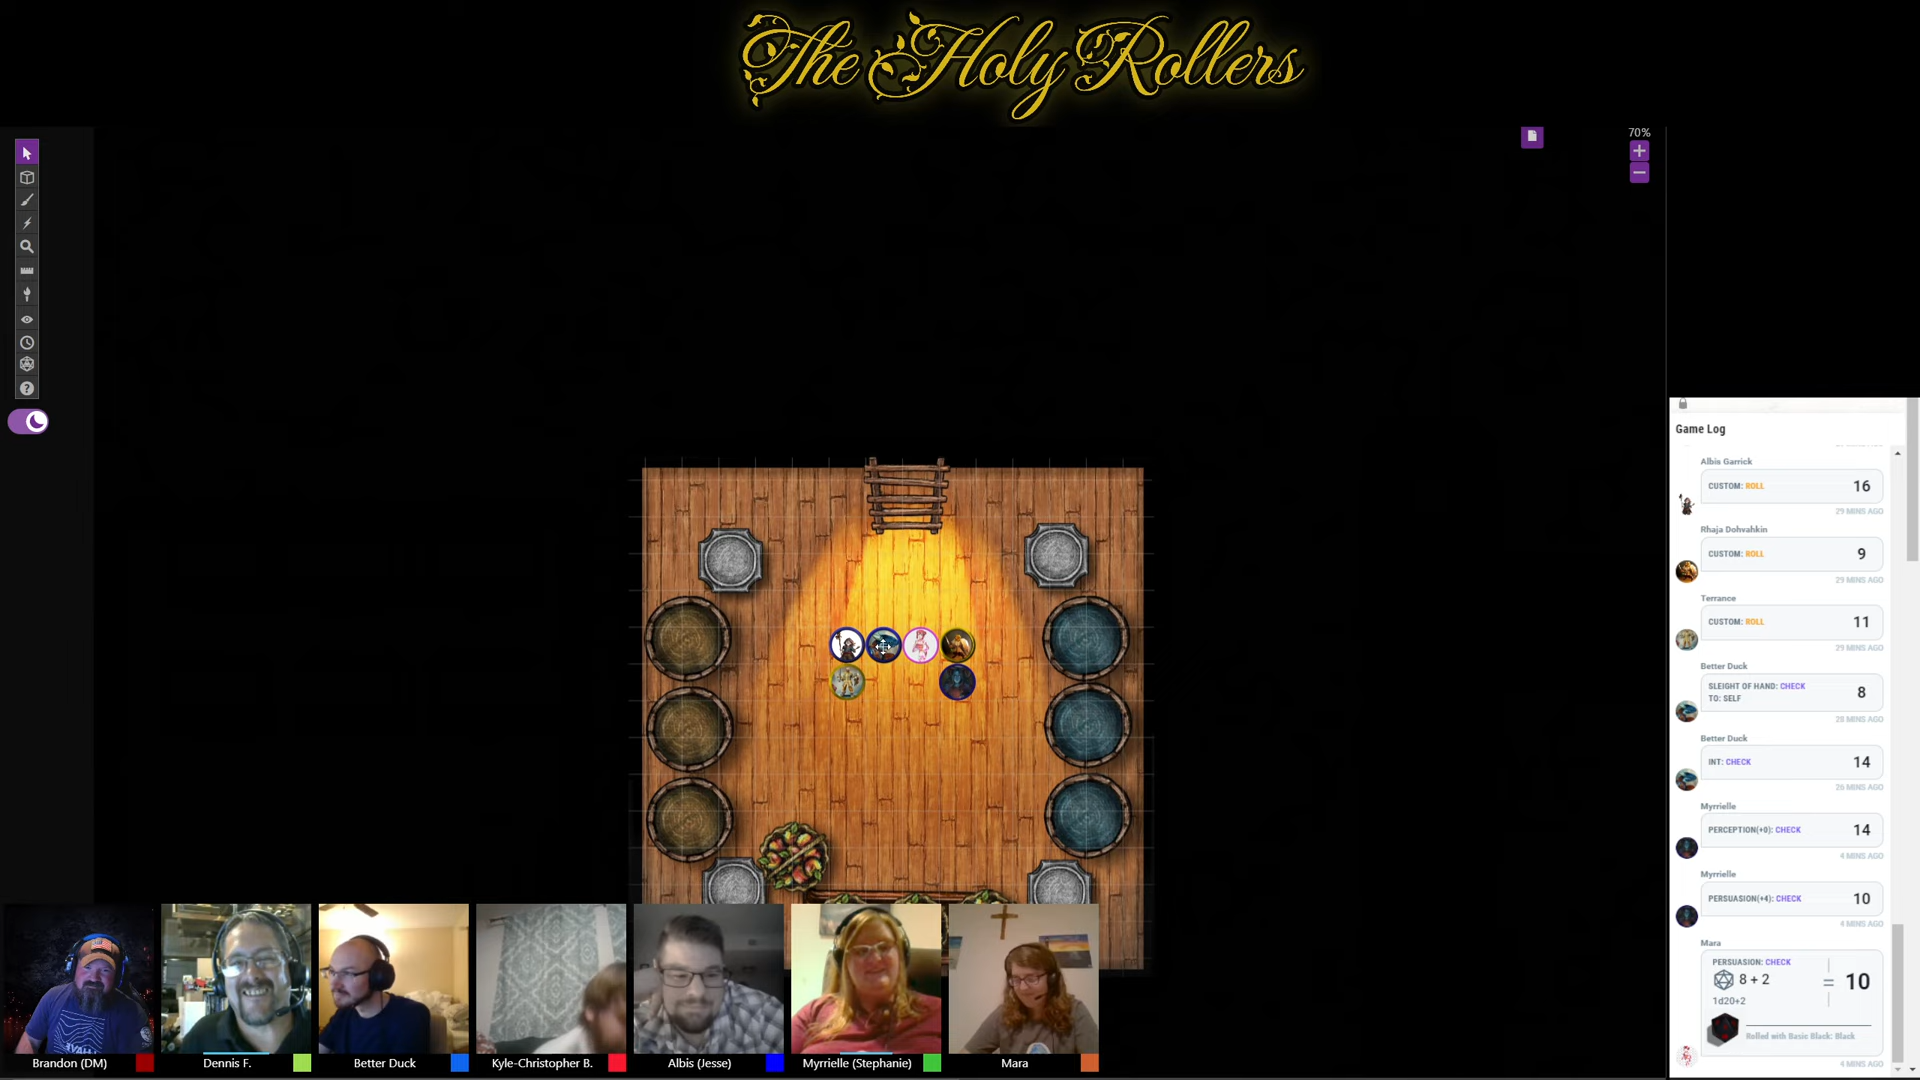 The Holy Rollers
70%
Game Log
Albis Garrick
CUSTOM: ROLL
16
29 MINS AGO
Rhaja Dohvahkin
CUSTOM: ROLL
9
29 MINS AGO
Terrance
CUSTOM: ROLL
11
29 MINS AGO
Better Duck
SLEIGHT OF HAND: CHECK
TO: SELF
8
28 MINS AGO
Better Duck
INT: CHECK
14
26 MINS AGO
Myrrielle
PERCEPTION(+0): CHECK
14
4 MINS AGO
Myrrielle
PERSUASION(+4): CHECK
10
4 MINS AGO
Mara
PERSUASION: CHECK
8 + 2
= 10
1d20+2
Rolled with Basic Black: Black
4 MINS AGO
Brandon (DM)
Dennis F.
Better Duck
Kyle-Christopher B.
Albis (Jesse)
Myrrielle (Stephanie)
Mara